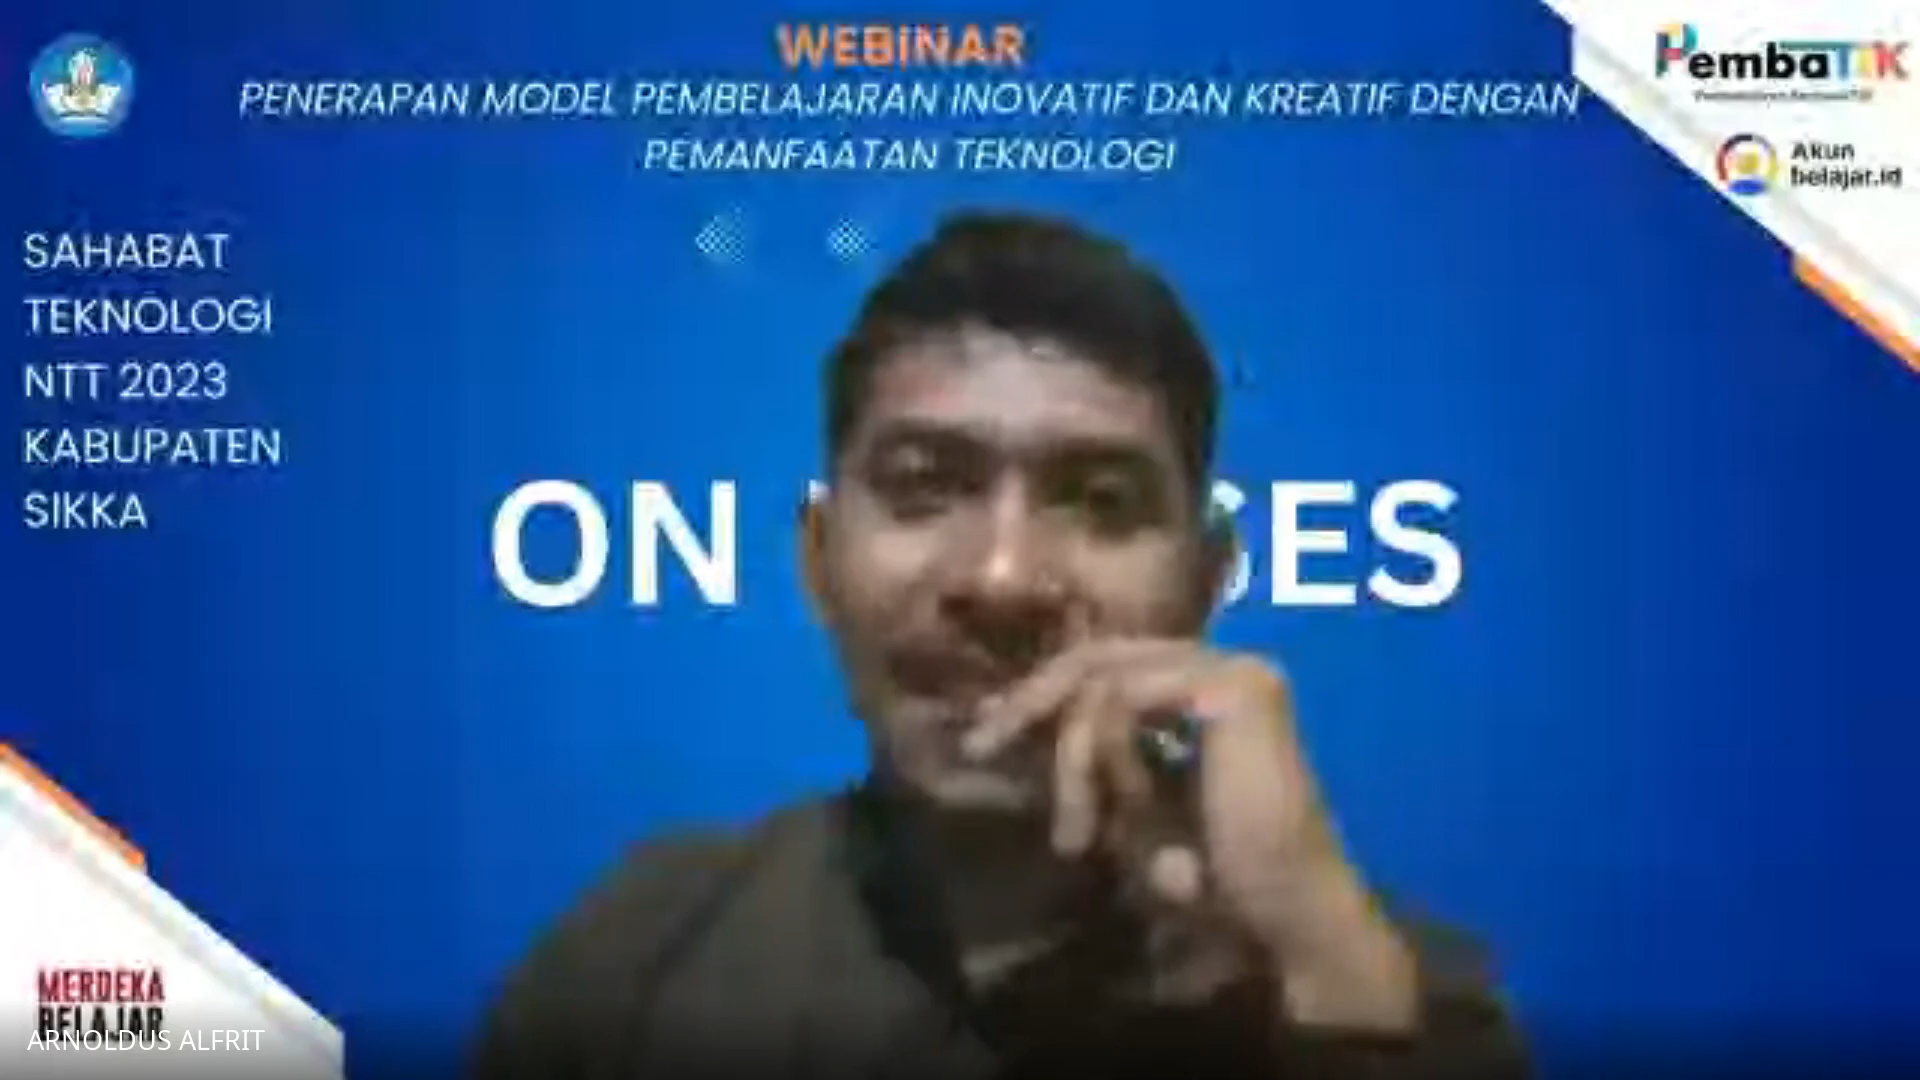 WEBINAR
PENERAPAN MODEL PEMBELAJARAN INOVATIF DAN KREATIF DENGAN
PEMANFAATAN TEKNOLOGI
PembaTIK
Akun
belajar.id
SAHABAT
TEKNOLOGI
NTT 2023
KABUPATEN
SIKKA
ON SES
MERDEKA
BELAJAR
ARNOLDUS ALFRIT